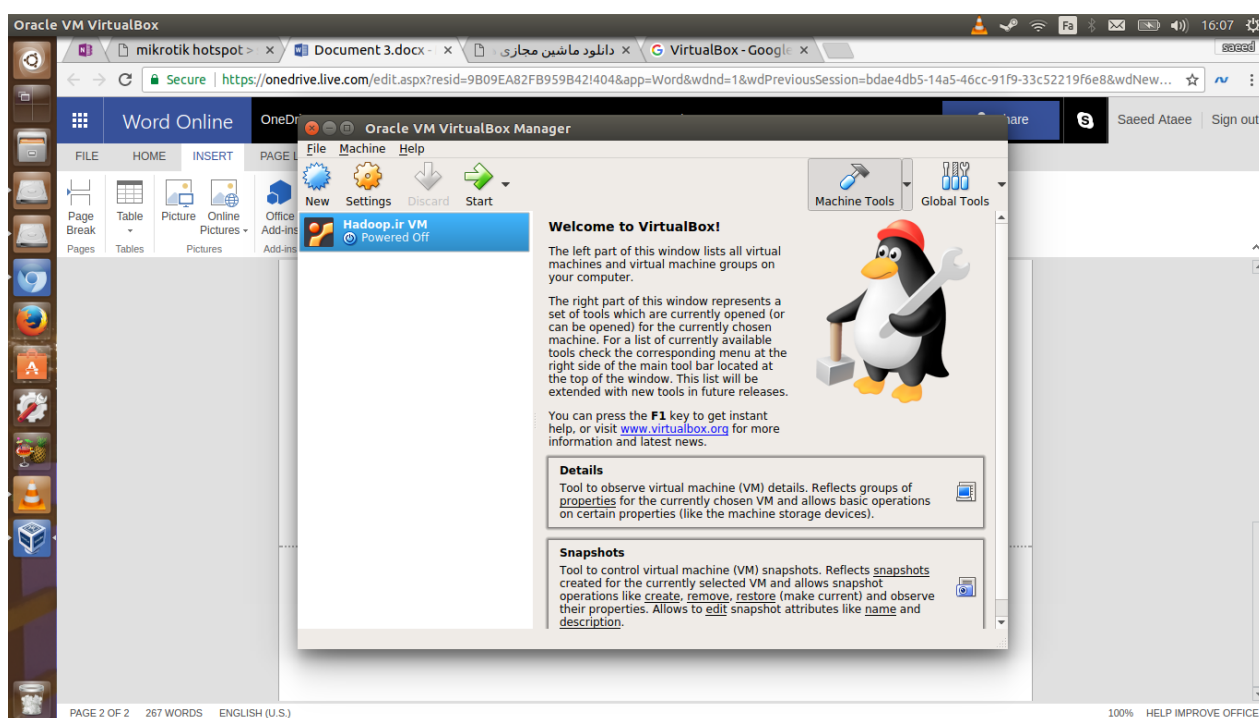 Oracle VM VirtualBox
Fa
16:07
mikrotik hotspot >
Document 3.docx -
دانلود ماشین مجازی
VirtualBox - Google
saeed
Secure
https://onedrive.live.com/edit.aspx?resid=9B09EA82FB959B42!404&app=Word&wdnd=1&wdPreviousSession=bdae4db5-14a5-46cc-91f9-33c52219f6e8&wdNew...
Word Online
OneDr
are
Saeed Ataee
Sign out
FILE HOME INSERT PAGE L
Page Break
Table
Picture
Online Pictures
Office Add-ins
Pages Tables Pictures Add-ins
Oracle VM VirtualBox Manager
File Machine Help
New Settings Discard Start
Machine Tools Global Tools
Hadoop.ir VM
Powered Off
Welcome to VirtualBox!
The left part of this window lists all virtual
machines and virtual machine groups on
your computer.
The right part of this window represents a
set of tools which are currently opened (or
can be opened) for the currently chosen
machine. For a list of currently available
tools check the corresponding menu at the
right side of the main tool bar located at
the top of the window. This list will be
extended with new tools in future releases.
You can press the F1 key to get instant
help, or visit www.virtualbox.org for more
information and latest news.
Details
Tool to observe virtual machine (VM) details. Reflects groups of
properties for the currently chosen VM and allows basic operations
on certain properties (like the machine storage devices).
Snapshots
Tool to control virtual machine (VM) snapshots. Reflects snapshots
created for the currently selected VM and allows snapshot
operations like create, remove, restore (make current) and observe
their properties. Allows to edit snapshot attributes like name and
description.
PAGE 2 OF 2 267 WORDS ENGLISH (U.S.)
100% HELP IMPROVE OFFICE